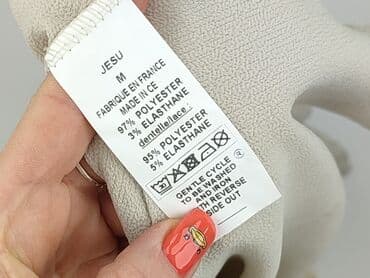 JESU
M
FABRIQUE EN FRANCE
MADE IN CE
97% POLYESTER
3% ELASTHANE
dentelle/lace..
95% POLYESTER
5% ELASTHANE
GENTLE CYCLE
TO BE WASHED
AND IRON
TH REVERSE
SIDE OUT